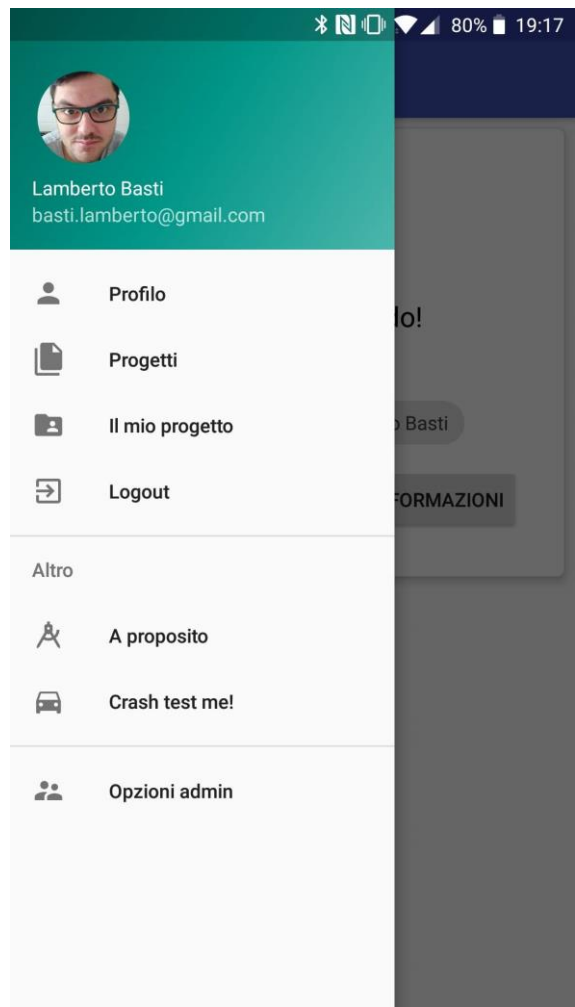 80% 19:17
Lamberto Basti
basti.lamberto@gmail.com
Profilo
do!
Progetti
Il mio progetto
o Basti
Logout
FORMAZIONI
Altro
A proposito
Crash test me!
Opzioni admin